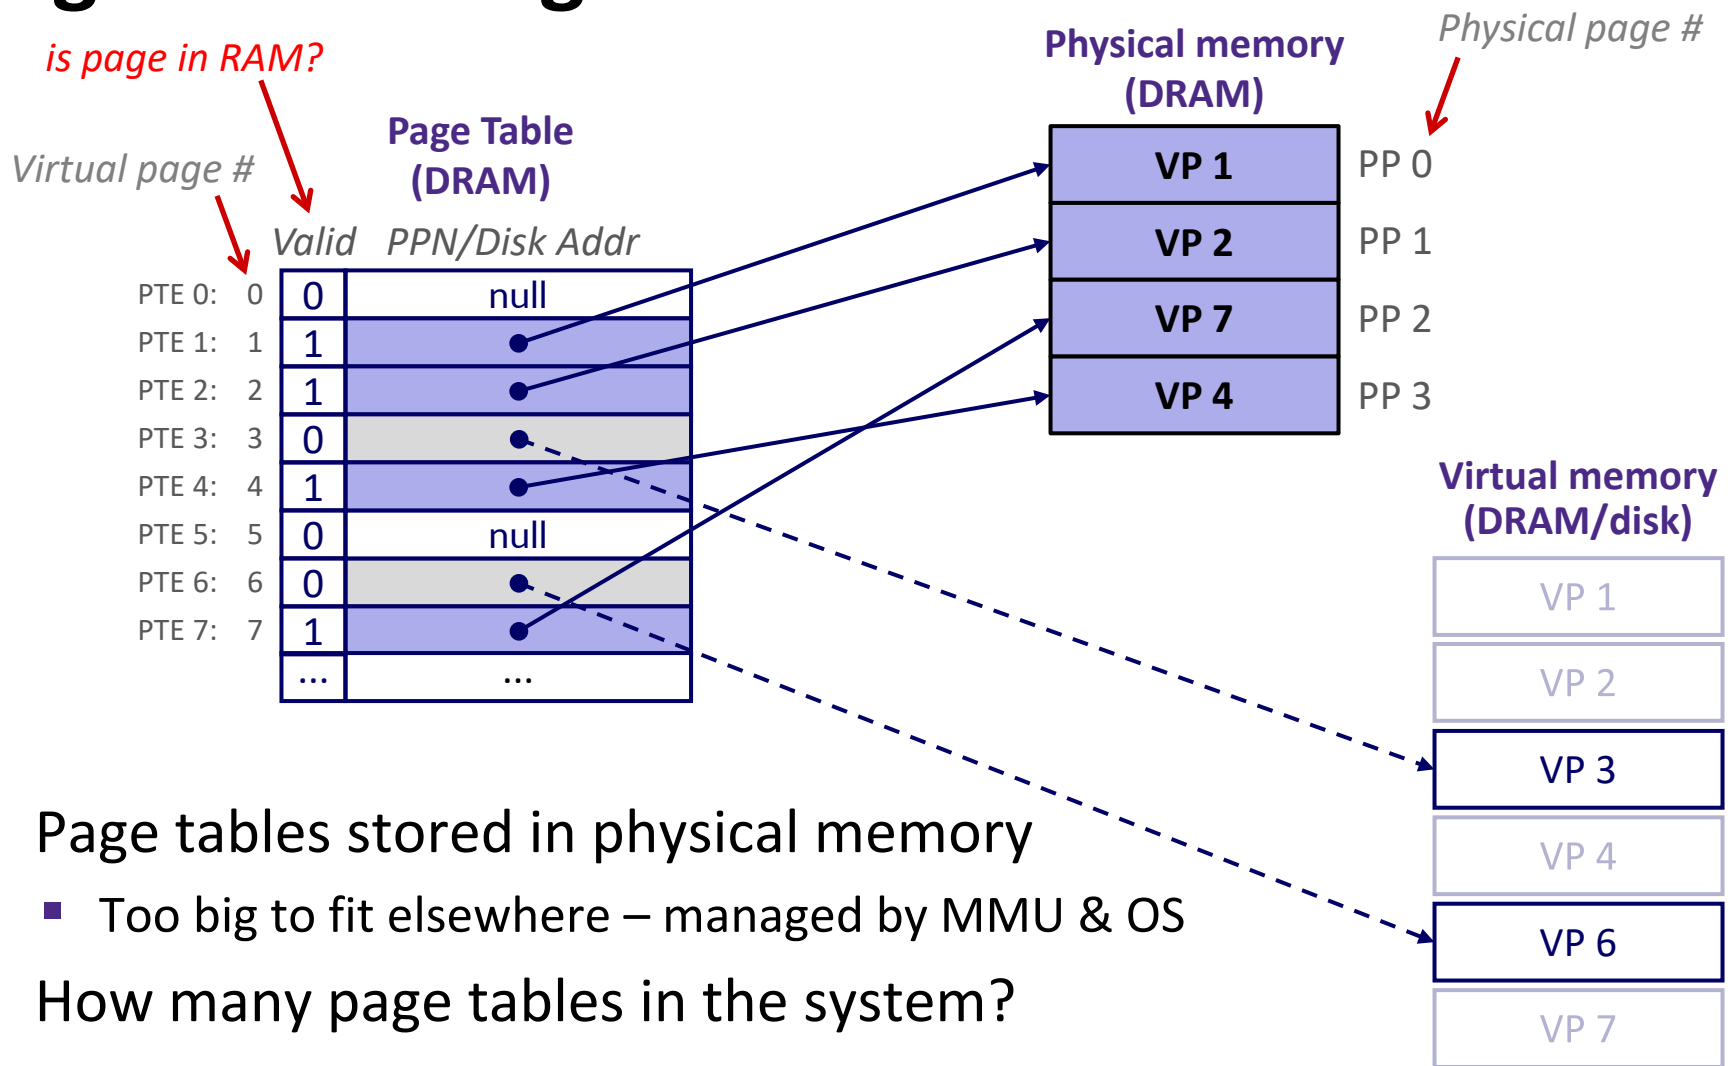 is page in RAM?
Virtual page #
Page Table
(DRAM)
Valid PPN/Disk Addr
PTE 0: 0 0 null
PTE 1: 1 1
PTE 2: 2 1
PTE 3: 3 0
PTE 4: 4 1
PTE 5: 5 0 null
PTE 6: 6 0
PTE 7: 7 1
... ...
Physical memory
(DRAM)
Physical page #
VP 1 PP 0
VP 2 PP 1
VP 7 PP 2
VP 4 PP 3
Virtual memory
(DRAM/disk)
VP 1
VP 2
VP 3
VP 4
VP 6
VP 7
Page tables stored in physical memory
▪ Too big to fit elsewhere – managed by MMU & OS
How many page tables in the system?